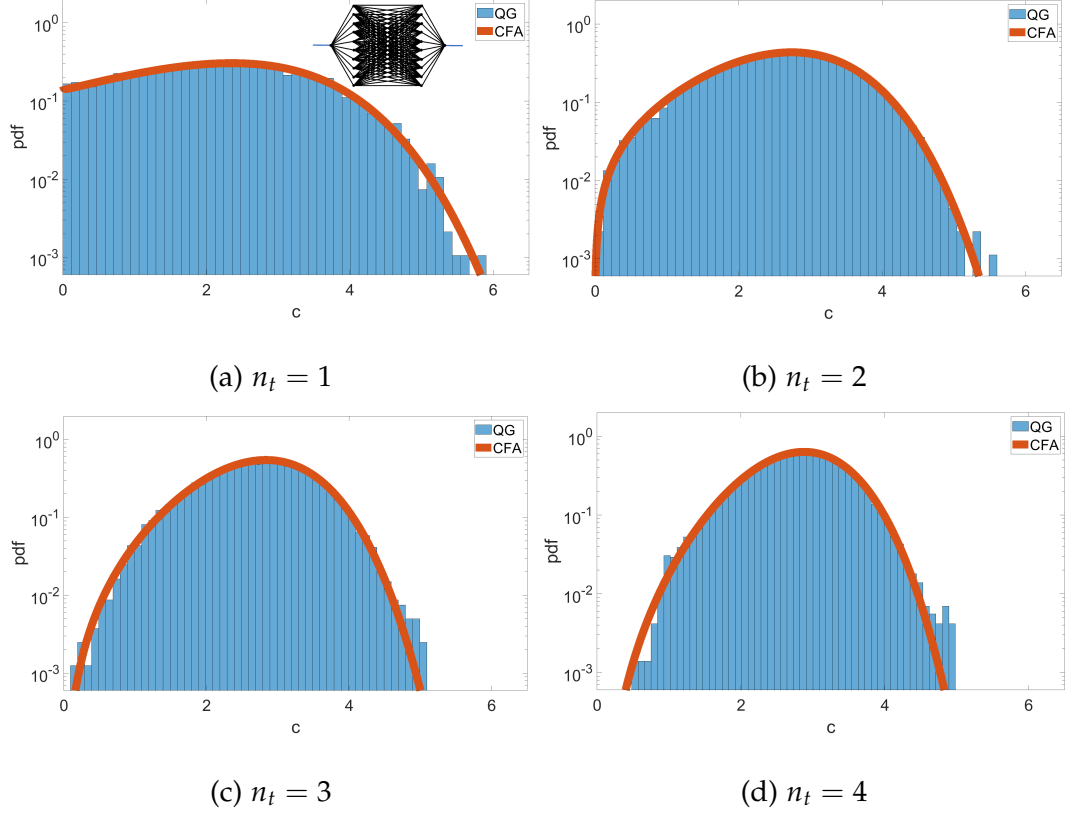 10^0
10^-1
10^-2
10^-3
pdf
0 2 4 6
c
QG
CFA
(a) n_t = 1
10^0
10^-1
10^-2
10^-3
pdf
0 2 4 6
c
QG
CFA
(b) n_t = 2
10^0
10^-1
10^-2
10^-3
pdf
0 2 4 6
c
QG
CFA
(c) n_t = 3
10^0
10^-1
10^-2
10^-3
pdf
0 2 4 6
c
QG
CFA
(d) n_t = 4